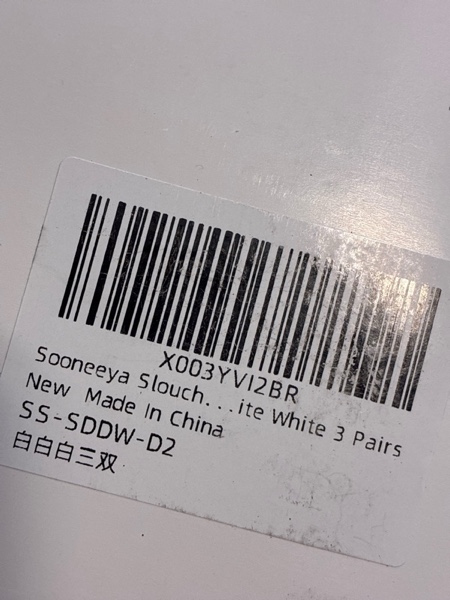 X003YVI2BR
Sooneeya Slouch...ite White 3 Pairs
New Made In China
SS-SDDW-D2
白白白三双